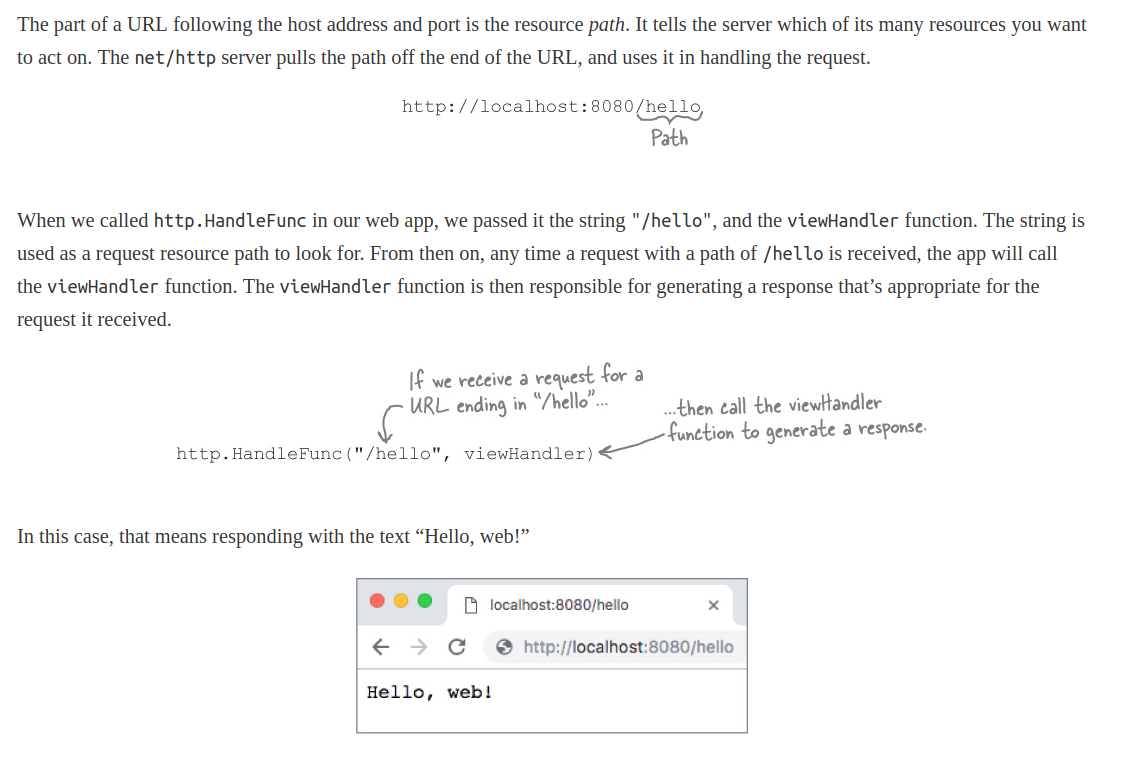 The part of a URL following the host address and port is the resource path. It tells the server which of its many resources you want
to act on. The net/http server pulls the path off the end of the URL, and uses it in handling the request.
http://localhost:8080/hello
Path
When we called http.HandleFunc in our web app, we passed it the string "/hello", and the viewHandler function. The string is
used as a request resource path to look for. From then on, any time a request with a path of /hello is received, the app will call
the viewHandler function. The viewHandler function is then responsible for generating a response that’s appropriate for the
request it received.
If we receive a request for a
URL ending in “/hello”...
...then call the viewHandler
function to generate a response.
http.HandleFunc("/hello", viewHandler)
In this case, that means responding with the text “Hello, web!”
localhost:8080/hello
http://localhost:8080/hello
Hello, web!